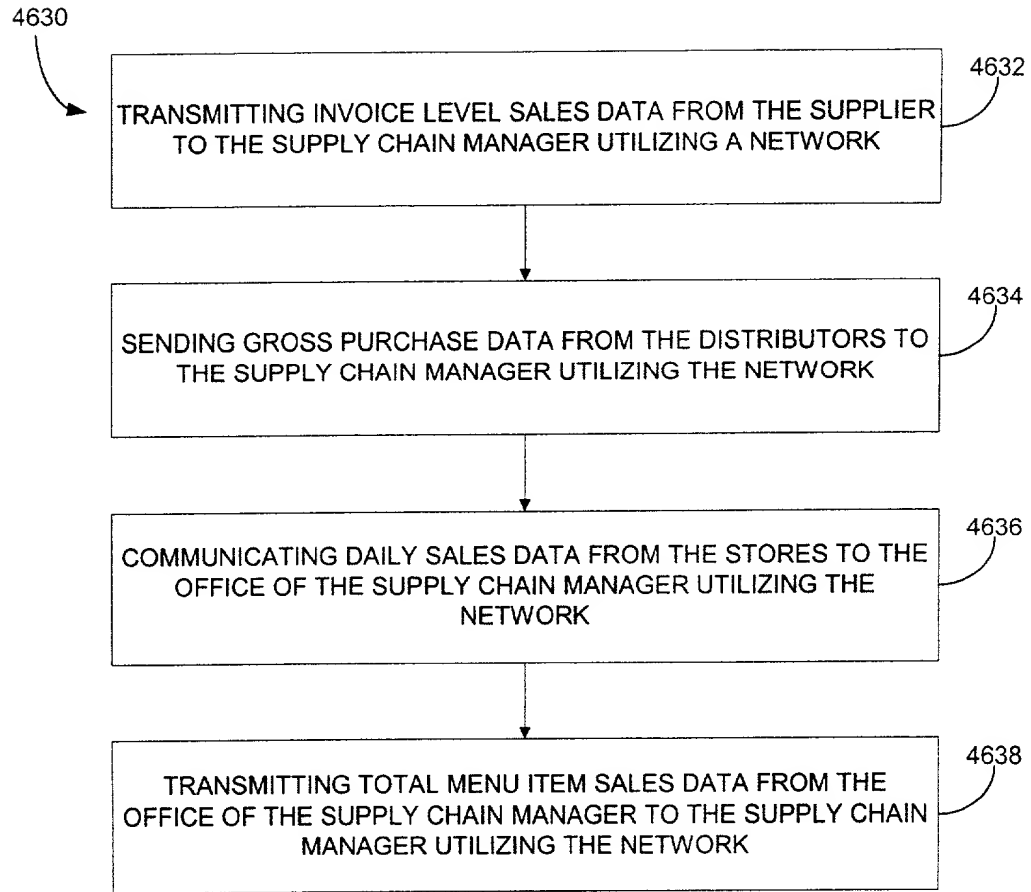 4630
4632
TRANSMITTING INVOICE LEVEL SALES DATA FROM THE SUPPLIER
TO THE SUPPLY CHAIN MANAGER UTILIZING A NETWORK
4634
SENDING GROSS PURCHASE DATA FROM THE DISTRIBUTORS TO
THE SUPPLY CHAIN MANAGER UTILIZING THE NETWORK
4636
COMMUNICATING DAILY SALES DATA FROM THE STORES TO THE
OFFICE OF THE SUPPLY CHAIN MANAGER UTILIZING THE
NETWORK
4638
TRANSMITTING TOTAL MENU ITEM SALES DATA FROM THE
OFFICE OF THE SUPPLY CHAIN MANAGER TO THE SUPPLY CHAIN
MANAGER UTILIZING THE NETWORK